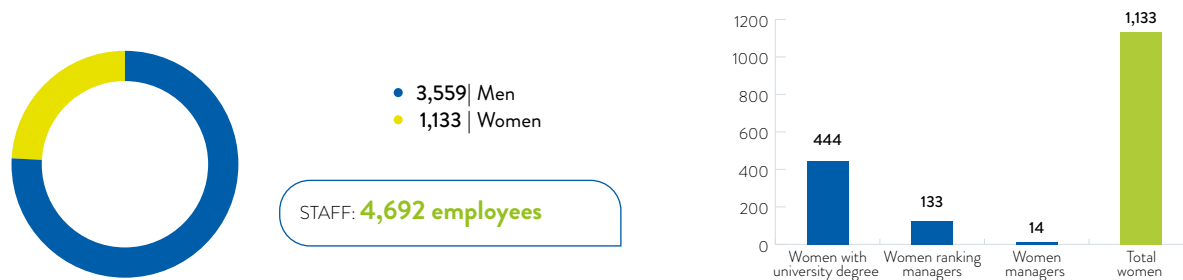 3,559| Men
1,133 | Women
STAFF: 4,692 employees
1200
1000
800
600
400
200
0
444
133
14
1,133
Women with
university degree
Women ranking
managers
Women
managers
Total
women